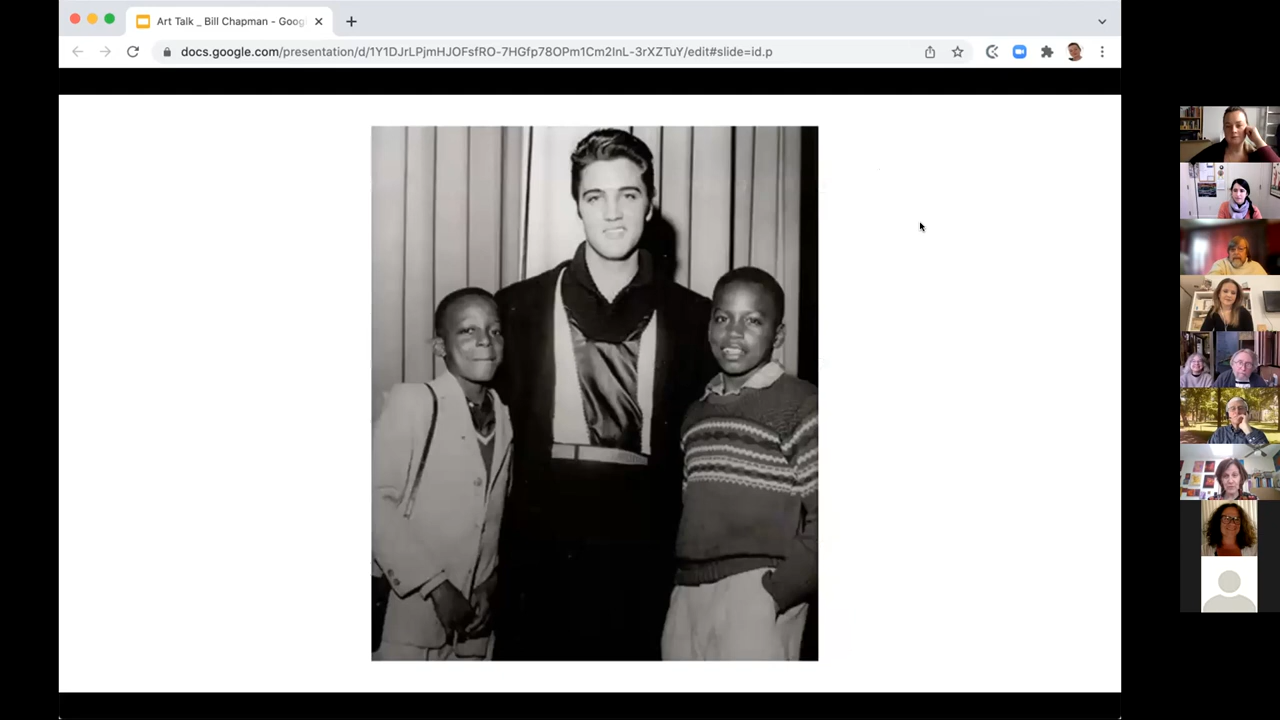 Art Talk _ Bill Chapman - Goog
docs.google.com/presentation/d/1Y1DJrLPjmHJOFsfRO-7HGfp78OPm1Cm2InL-3rXZTuY/edit#slide=id.p